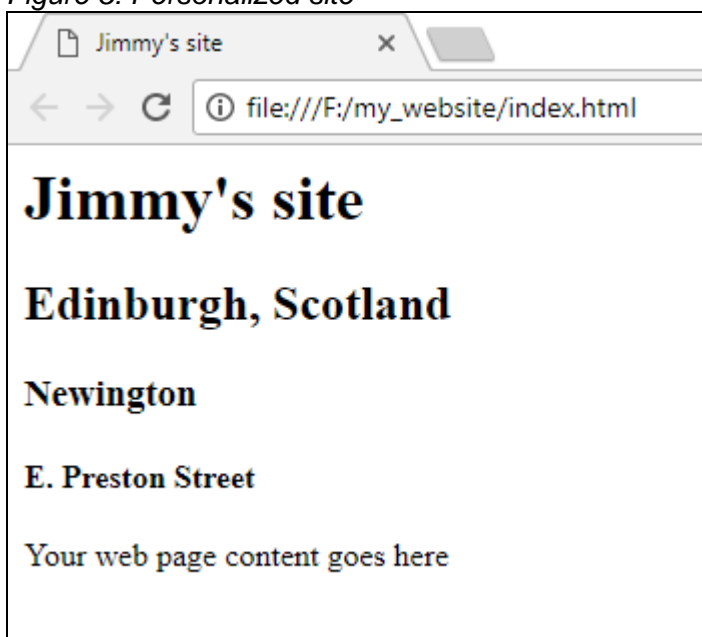 Figure 3. Personalized site
Jimmy's site
file:///F:/my_website/index.html
Jimmy's site
Edinburgh, Scotland
Newington
E. Preston Street
Your web page content goes here